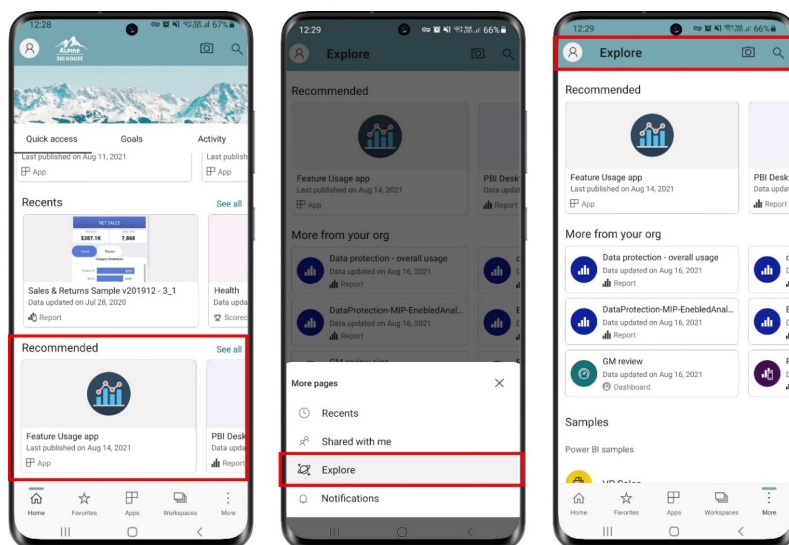 12:28
67%
ALPINE
SKI HOUSE
Quick access
Goals
Activity
Last published on Aug 11, 2021
Last publish
App
App
Recents
See all
NET SALES
$387.1K
7,868
Sales & Returns Sample v201912 - 3_1
Data updated on Jul 28, 2020
Report
Health
Data upda
Scorec
Recommended
See all
Feature Usage app
Last published on Aug 14, 2021
App
PBI Desk
Data upda
Report
Home
Favorites
Apps
Workspaces
More
12:29
66%
Explore
Recommended
Feature Usage app
Last published on Aug 14, 2021
App
PBI Desk
Data updat
Report
More from your org
Data protection - overall usage
Data updated on Aug 16, 2021
Report
DataProtection-MIP-EnebledAnal...
Data updated on Aug 16, 2021
Report
GM review ping
More pages
Recents
Shared with me
Explore
Notifications
12:29
66%
Explore
Recommended
Feature Usage app
Last published on Aug 14, 2021
App
PBI Desk
Data updat
Report
More from your org
Data protection - overall usage
Data updated on Aug 16, 2021
Report
DataProtection-MIP-EnebledAnal...
Data updated on Aug 16, 2021
Report
GM review
Data updated on Aug 16, 2021
Dashboard
Samples
Power BI samples
VP Sales
Home
Favorites
Apps
Workspaces
More